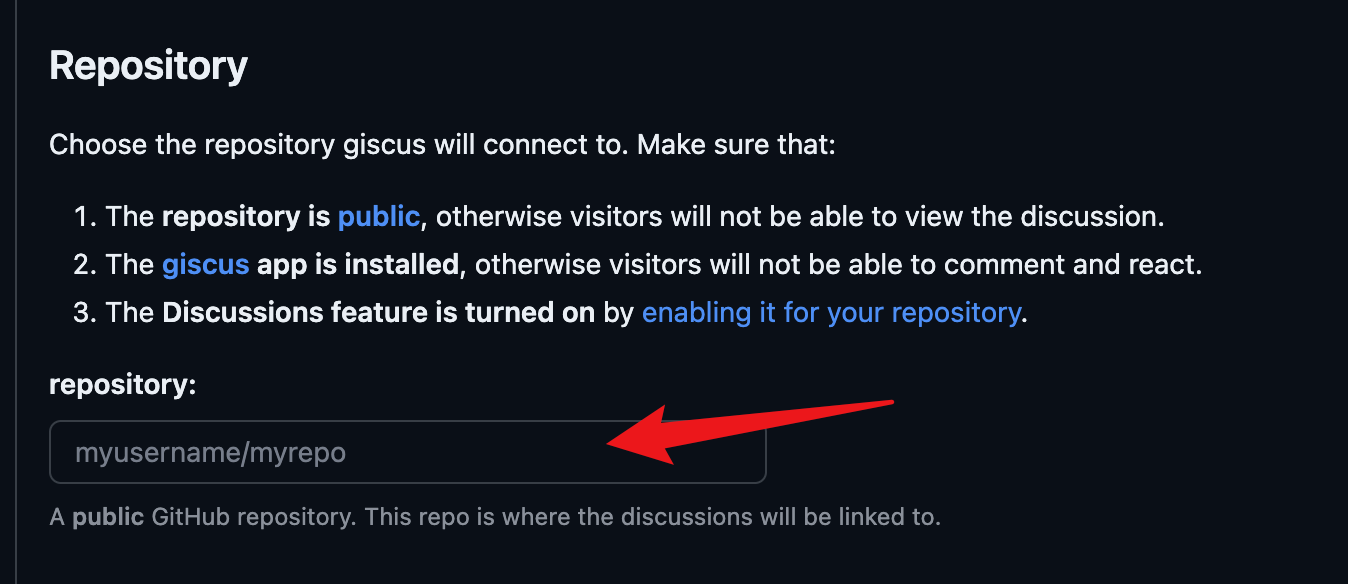 Repository
Choose the repository giscus will connect to. Make sure that:
1. The repository is public, otherwise visitors will not be able to view the discussion.
2. The giscus app is installed, otherwise visitors will not be able to comment and react.
3. The Discussions feature is turned on by enabling it for your repository.
repository:
myusername/myrepo
A public GitHub repository. This repo is where the discussions will be linked to.